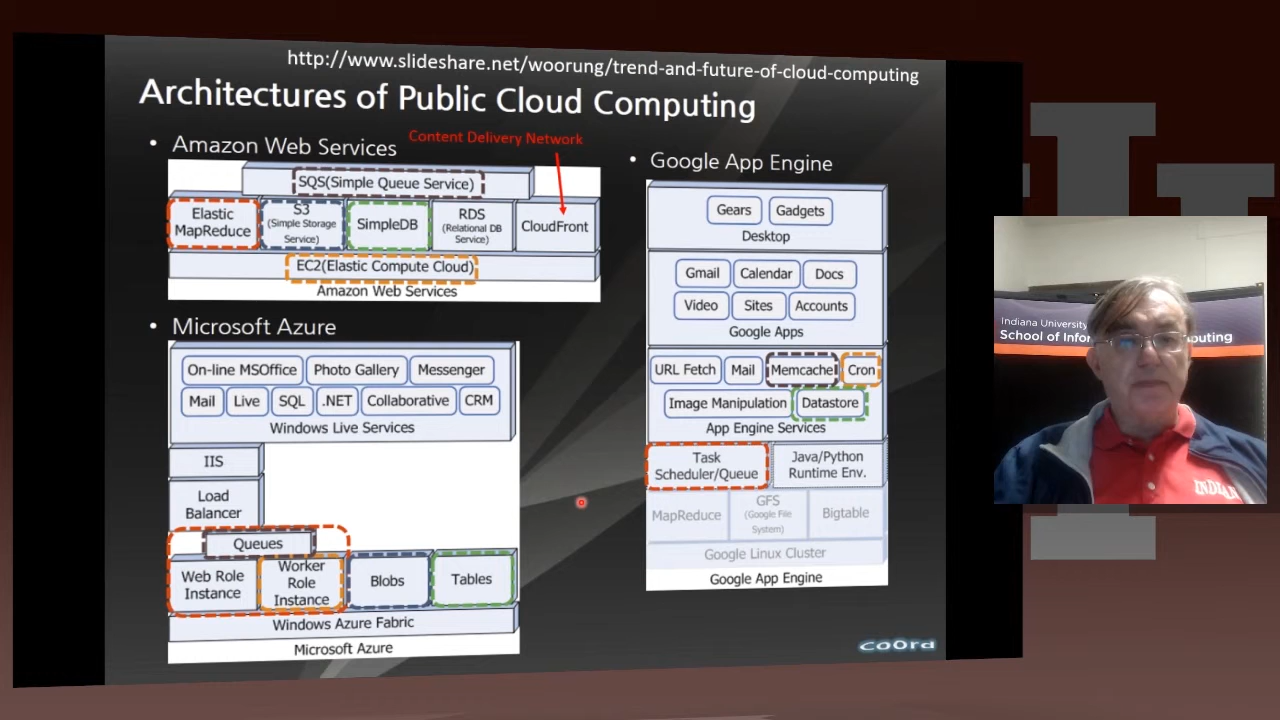 http://www.slideshare.net/woorung/trend-and-future-of-cloud-computing
Architectures of Public Cloud Computing
• Amazon Web Services
Content Delivery Network
SQS(Simple Queue Service)
Elastic
MapReduce
S3
(Simple Storage
Service)
SimpleDB
RDS
(Relational DB
Service)
CloudFront
EC2(Elastic Compute Cloud)
Amazon Web Services
• Microsoft Azure
On-line MSOffice
Photo Gallery
Messenger
Mail
Live
SQL
.NET
Collaborative
CRM
Windows Live Services
IIS
Load
Balancer
Queues
Web Role
Instance
Worker
Role
Instance
Blobs
Tables
Windows Azure Fabric
Microsoft Azure
• Google App Engine
Gears
Gadgets
Desktop
Gmail
Calendar
Docs
Video
Sites
Accounts
Google Apps
URL Fetch
Mail
Memcache
Cron
Image Manipulation
Datastore
App Engine Services
Task
Scheduler/Queue
Java/Python
Runtime Env.
MapReduce
GFS
(Google File
System)
Bigtable
Google Linux Cluster
Google App Engine
coord
Indiana University
School of Infor puting
INDIANA